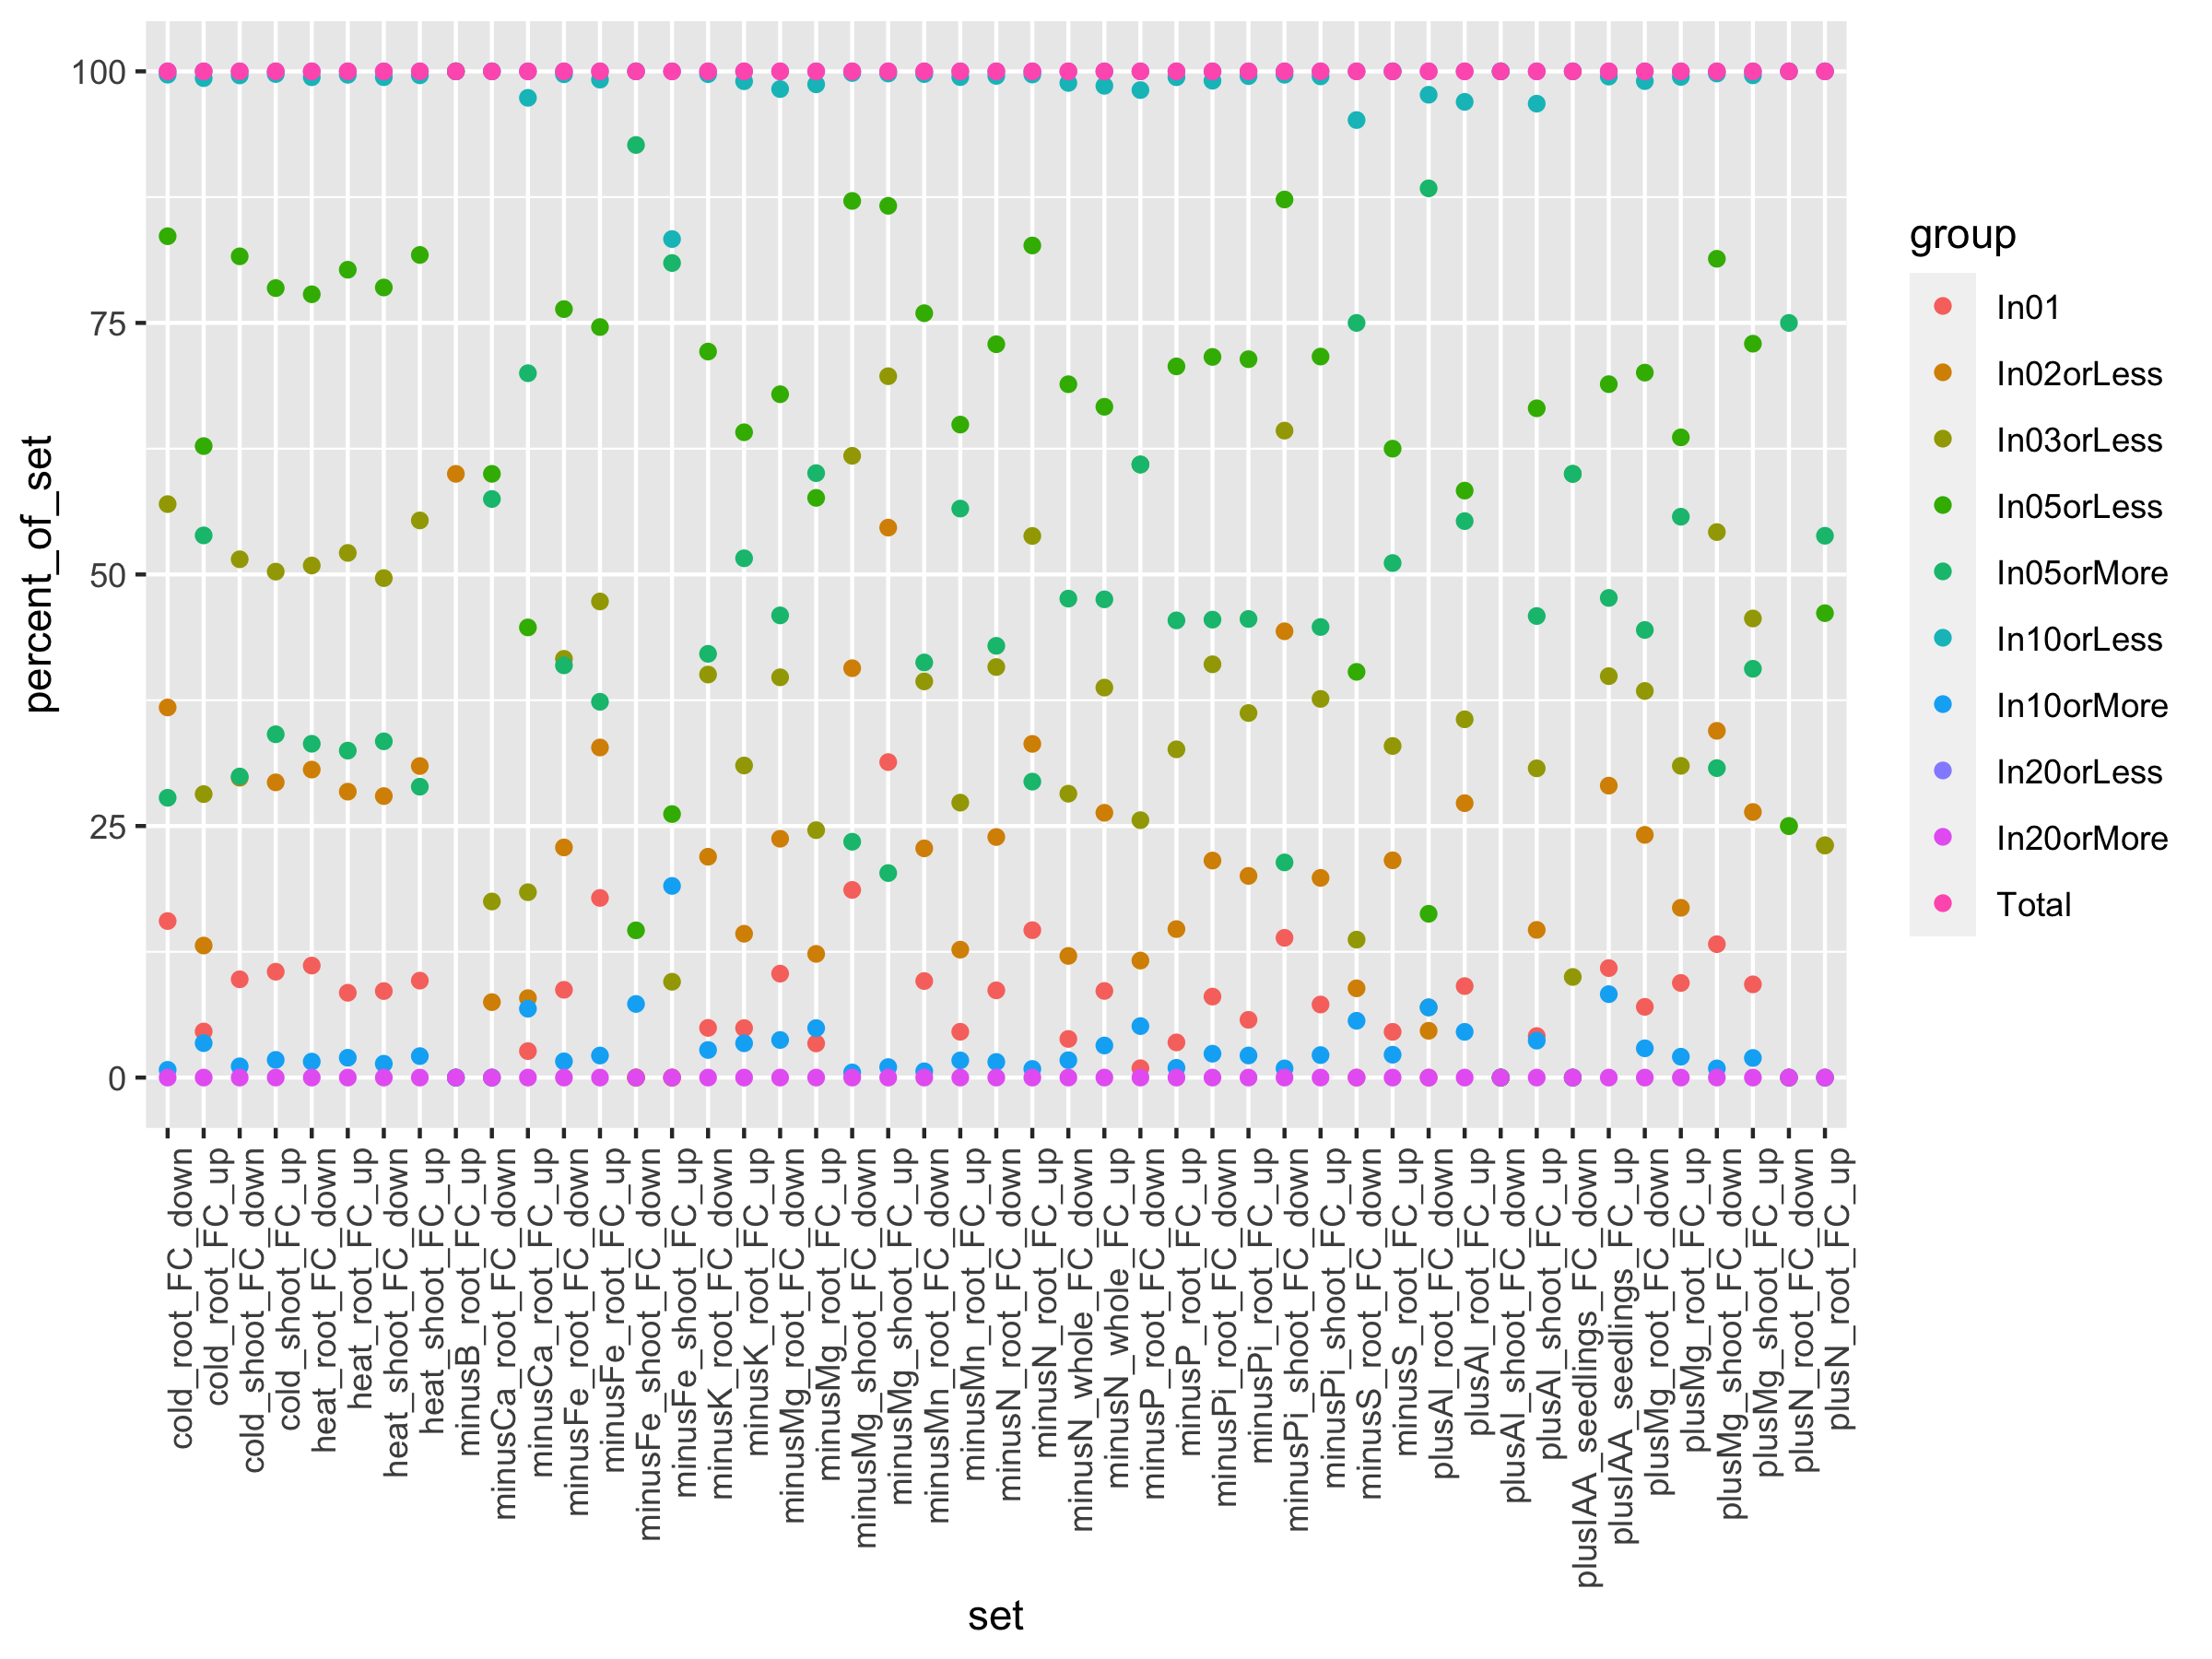 percent_of_set
100
75
50
25
0
cold_root_FC_down
cold_root_FC_up
cold_shoot_FC_down
cold_shoot_FC_up
heat_root_FC_down
heat_root_FC_up
heat_shoot_FC_down
heat_shoot_FC_up
minusB_root_FC_up
minusCa_root_FC_down
minusCa_root_FC_up
minusFe_root_FC_down
minusFe_root_FC_up
minusFe_shoot_FC_down
minusFe_shoot_FC_up
minusK_root_FC_down
minusK_root_FC_up
minusMg_root_FC_down
minusMg_root_FC_up
minusMg_shoot_FC_down
minusMg_shoot_FC_up
minusMn_root_FC_down
minusMn_root_FC_up
minusN_root_FC_down
minusN_root_FC_up
minusN_whole_FC_down
minusN_whole_FC_up
minusP_root_FC_down
minusP_root_FC_up
minusPi_root_FC_down
minusPi_root_FC_up
minusPi_shoot_FC_down
minusPi_shoot_FC_up
minusS_root_FC_down
minusS_root_FC_up
plusAl_root_FC_down
plusAl_root_FC_up
plusAl_shoot_FC_down
plusAl_shoot_FC_up
plusIAA_seedlings_FC_down
plusIAA_seedlings_FC_up
plusMg_root_FC_down
plusMg_root_FC_up
plusMg_shoot_FC_down
plusMg_shoot_FC_up
plusN_root_FC_down
plusN_root_FC_up
set
group
In01
In02orLess
In03orLess
In05orLess
In05orMore
In10orLess
In10orMore
In20orLess
In20orMore
Total